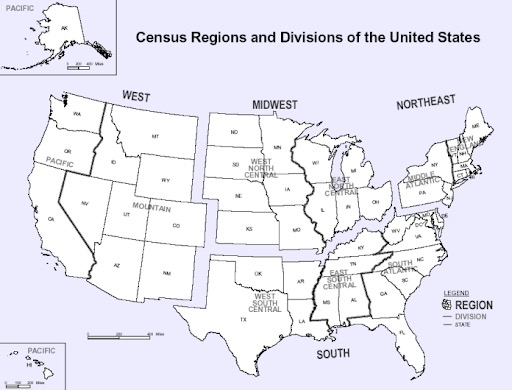 PACIFIC
AK
0 200 400 Miles
Census Regions and Divisions of the United States
WEST
MIDWEST
NORTHEAST
WA
MT
ND
MN
ME
OR
ID
SD
WI
MI
NY
NEW
ENGLAND
VT
NH
MA
CT
RI
PACIFIC
WY
WEST
NORTH
CENTRAL
EAST
NORTH
CENTRAL
MIDDLE
ATLANTIC
PA
NJ
NV
UT
MOUNTAIN
CO
NE
IA
IL
IN
OH
CA
KS
MO
WV
VA
MD
DE
DC
KY
AZ
NM
OK
AR
TN
NC
EAST
SOUTH
CENTRAL
SOUTH
ATLANTIC
SC
WEST
SOUTH
CENTRAL
TX
LA
MS
AL
GA
FL
LEGEND
REGION
DIVISION
STATE
SOUTH
0 200 400 Miles
PACIFIC
HI